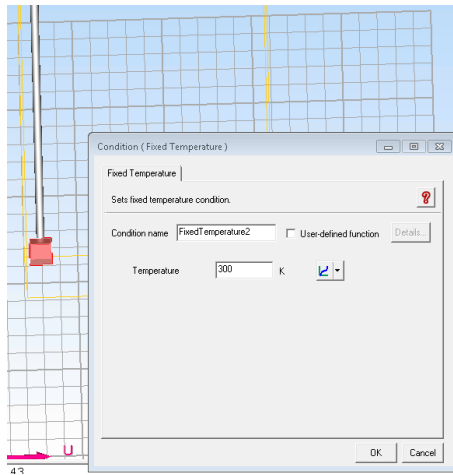 Condition ( Fixed Temperature )
Fixed Temperature
Sets fixed temperature condition.
?
Condition name FixedTemperature2 User-defined function Details...
Temperature 300 K
U
43
OK Cancel